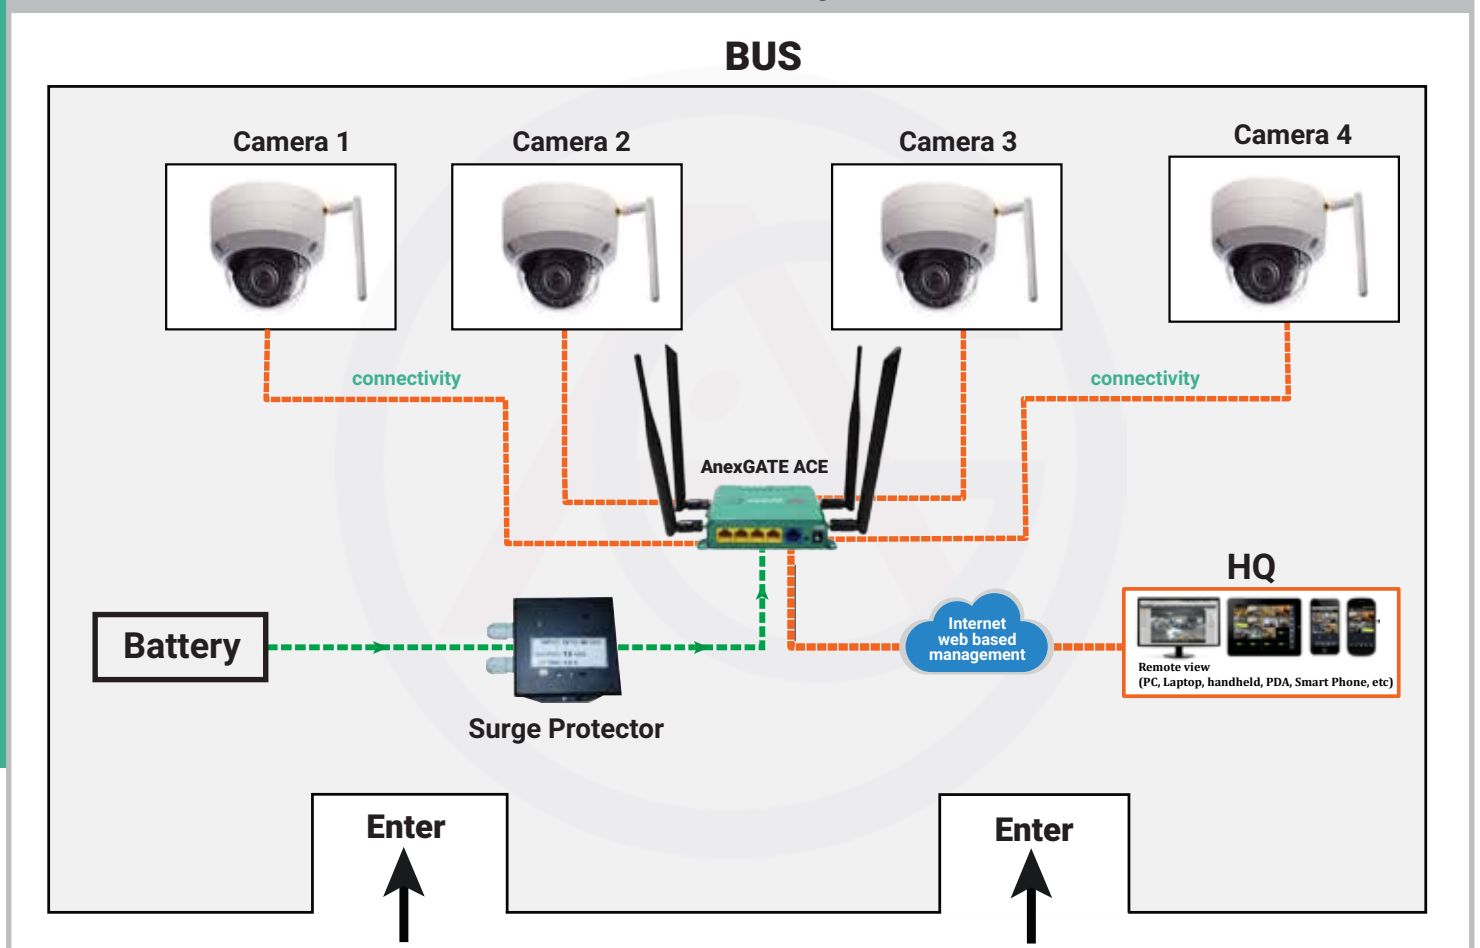 BUS
Camera 1
Camera 2
Camera 3
Camera 4
connectivity
connectivity
AnexGATE ACE
HQ
Battery
Internet
web based
management
Remote view
(PC, Laptop, handheld, PDA, Smart Phone, etc)
Surge Protector
Enter
Enter